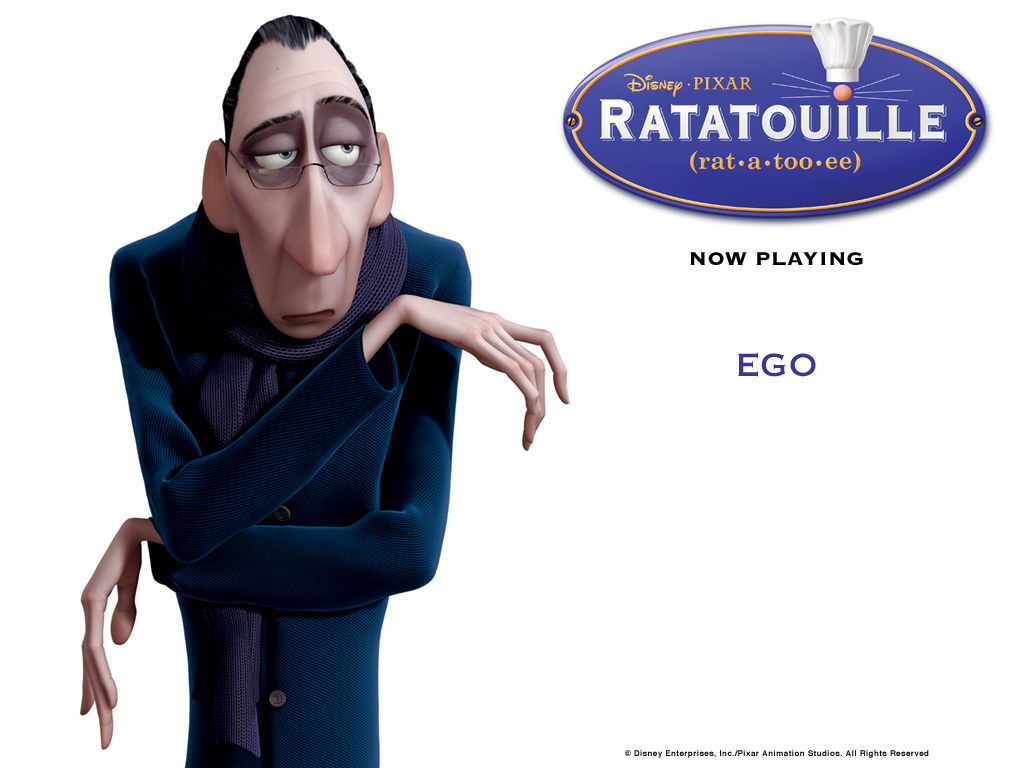 Disney · PIXAR
RATATOUILLE
(rat•a•too•ee)
NOW PLAYING
EGO
© Disney Enterprises, Inc./Pixar Animation Studios. All Rights Reserved